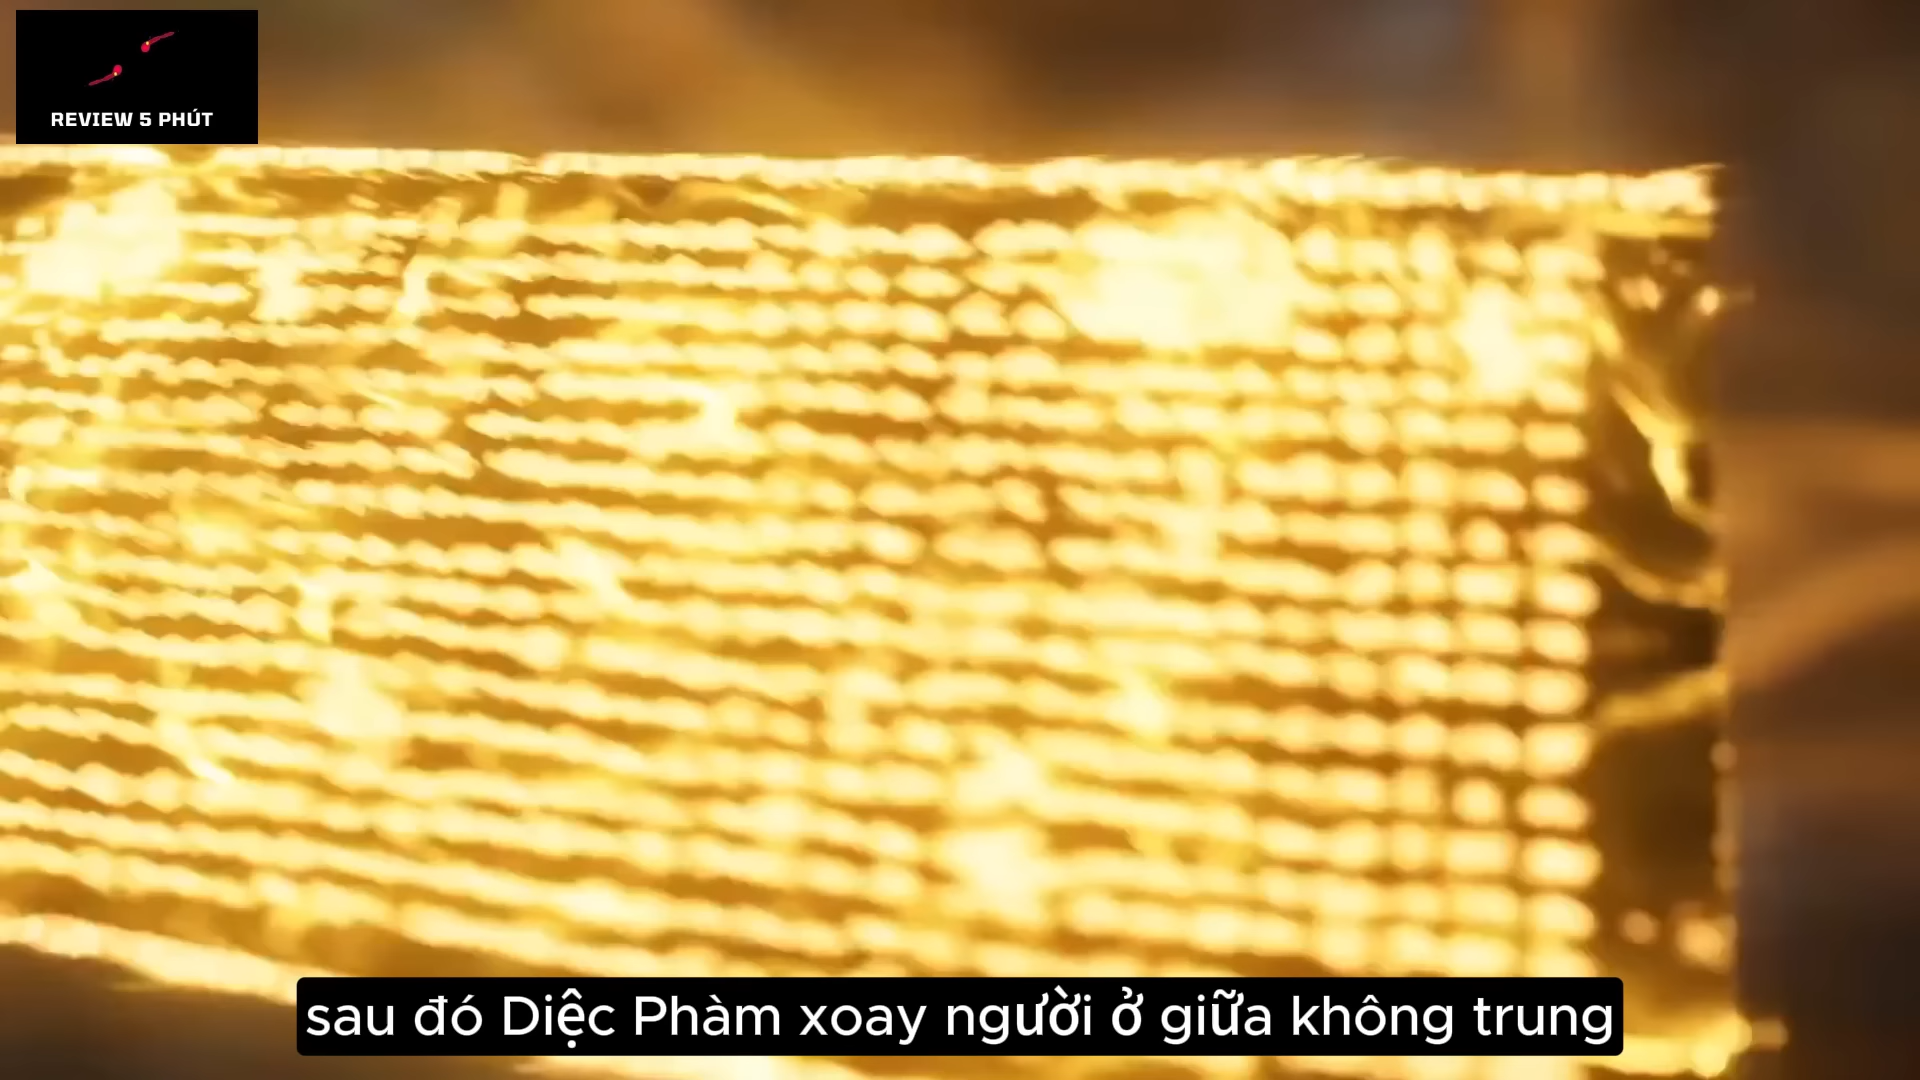 REVIEW 5 PHÚT
sau đó Diệc Phàm xoay người ở giữa không trung